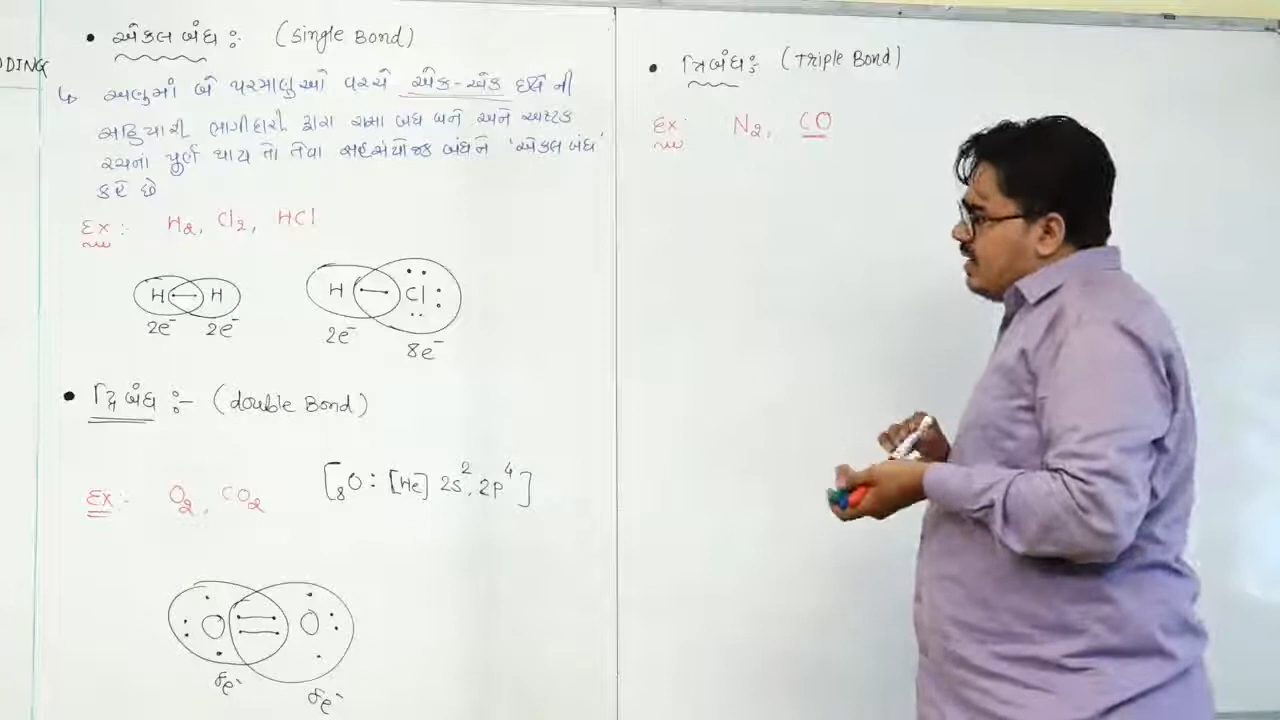 DING
• એકલ બંધ :- (single Bond)
↳ અણુમાં બે પરમાણુઓ વચ્ચે એક-એક ઇલે ની
સહિયારી ભાગીદારી દ્વારા રાસા બંધ બને અને અષ્ટક
રચના પૂર્ણ થાય તો તેવા સહસંયોજક બંધને 'એકલ બંધ'
કહે છે
Ex: H₂, Cl₂, HCl
H H
2e⁻ 2e⁻
H Cl
2e⁻ 8e⁻
• દ્વિબંધ :- (double Bond)
Ex: O₂, CO₂ [₈O : [He] 2s², 2p⁴]
O O
8e⁻ 8e⁻
• ત્રિબંધ :- (Triple Bond)
Ex: N₂, CO